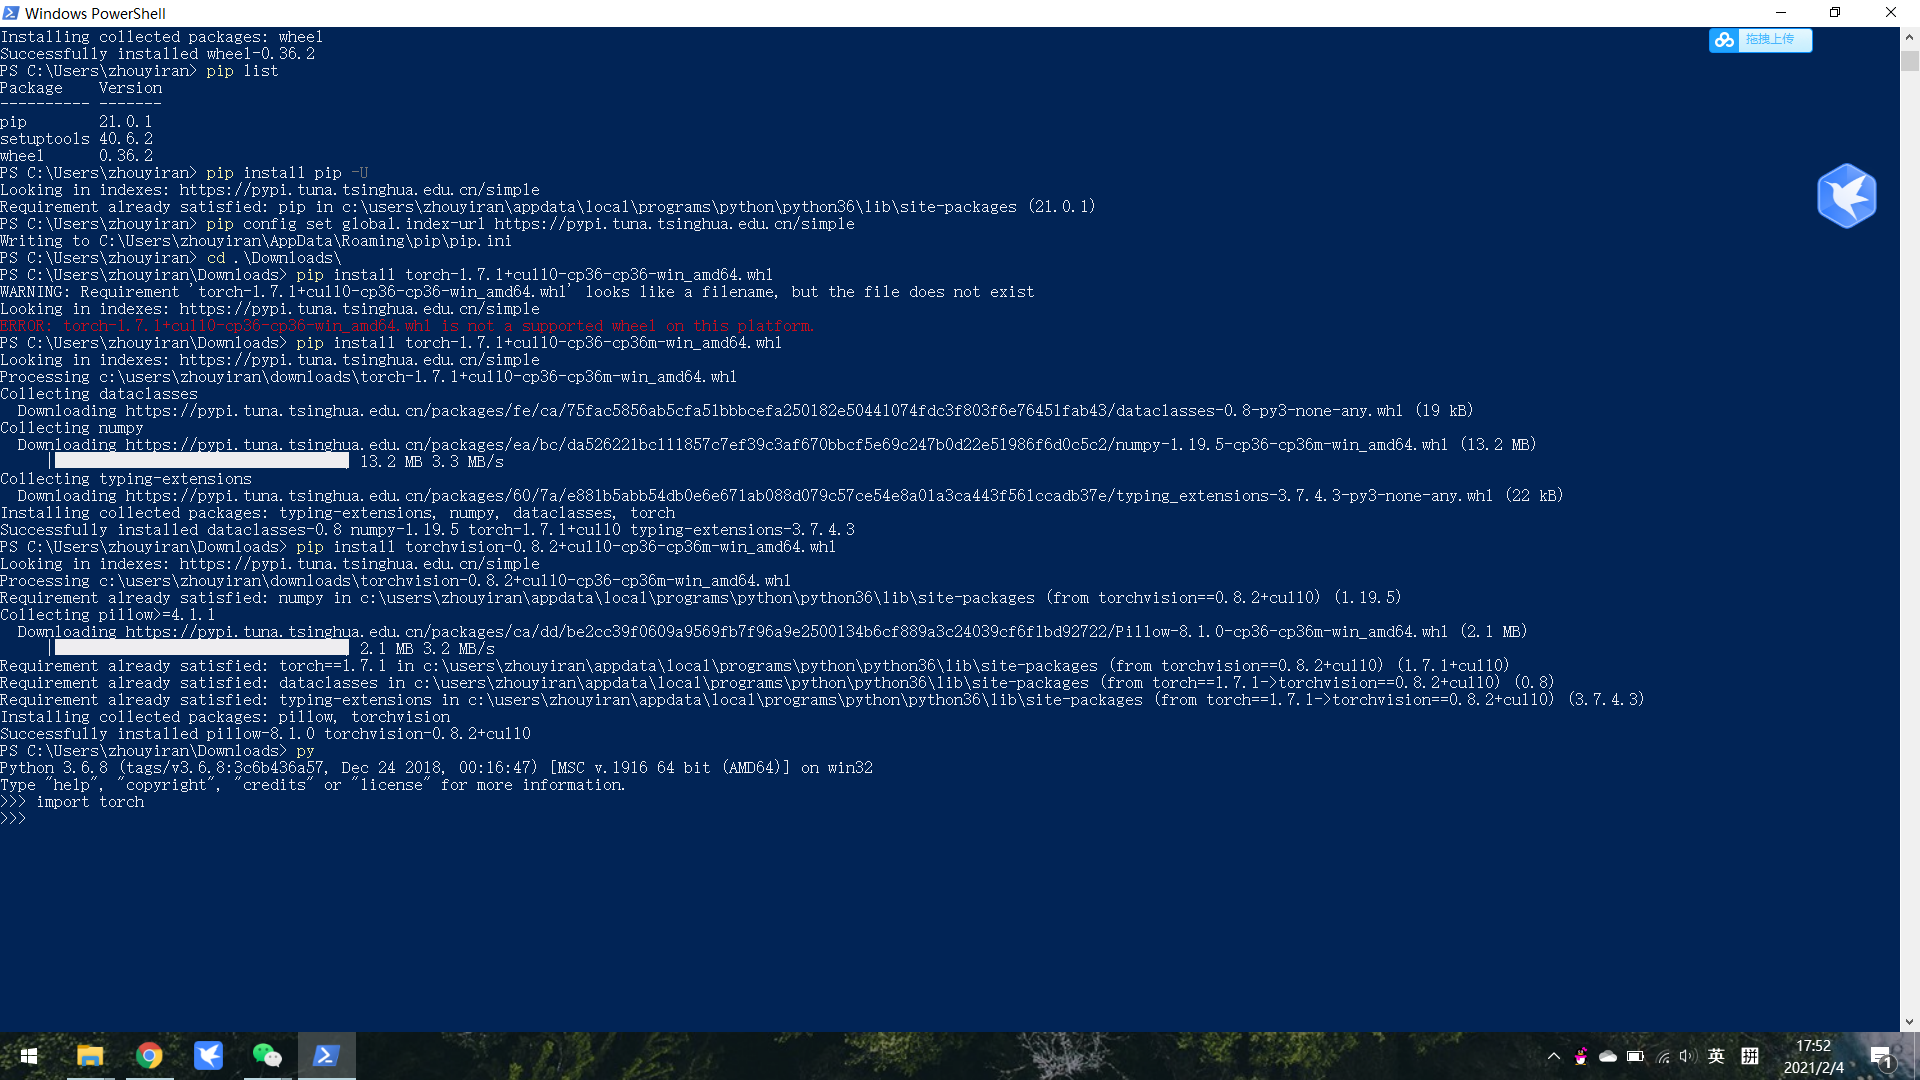 Windows PowerShell
Installing collected packages: wheel
Successfully installed wheel-0.36.2
PS C:\Users\zhouyiran> pip list
Package    Version
---------- -------
pip        21.0.1
setuptools 40.6.2
wheel      0.36.2
PS C:\Users\zhouyiran> pip install pip -U
Looking in indexes: https://pypi.tuna.tsinghua.edu.cn/simple
Requirement already satisfied: pip in c:\users\zhouyiran\appdata\local\programs\python\python36\lib\site-packages (21.0.1)
PS C:\Users\zhouyiran> pip config set global.index-url https://pypi.tuna.tsinghua.edu.cn/simple
Writing to C:\Users\zhouyiran\AppData\Roaming\pip\pip.ini
PS C:\Users\zhouyiran> cd .\Downloads\
PS C:\Users\zhouyiran\Downloads> pip install torch-1.7.1+cu110-cp36-cp36-win_amd64.whl
WARNING: Requirement 'torch-1.7.1+cu110-cp36-cp36-win_amd64.whl' looks like a filename, but the file does not exist
Looking in indexes: https://pypi.tuna.tsinghua.edu.cn/simple
ERROR: torch-1.7.1+cu110-cp36-cp36-win_amd64.whl is not a supported wheel on this platform.
PS C:\Users\zhouyiran\Downloads> pip install torch-1.7.1+cu110-cp36-cp36m-win_amd64.whl
Looking in indexes: https://pypi.tuna.tsinghua.edu.cn/simple
Processing c:\users\zhouyiran\downloads\torch-1.7.1+cu110-cp36-cp36m-win_amd64.whl
Collecting dataclasses
  Downloading https://pypi.tuna.tsinghua.edu.cn/packages/fe/ca/75fac5856ab5cfa51bbbcefa250182e50441074fdc3f803f6e76451fab43/dataclasses-0.8-py3-none-any.whl (19 kB)
Collecting numpy
  Downloading https://pypi.tuna.tsinghua.edu.cn/packages/ea/bc/da526221bc111857c7ef39c3af670bbcf5e69c247b0d22e51986f6d0c5c2/numpy-1.19.5-cp36-cp36m-win_amd64.whl (13.2 MB)
     | 13.2 MB 3.3 MB/s
Collecting typing-extensions
  Downloading https://pypi.tuna.tsinghua.edu.cn/packages/60/7a/e881b5abb54db0e6e671ab088d079c57ce54e8a01a3ca443f561ccadb37e/typing_extensions-3.7.4.3-py3-none-any.whl (22 kB)
Installing collected packages: typing-extensions, numpy, dataclasses, torch
Successfully installed dataclasses-0.8 numpy-1.19.5 torch-1.7.1+cu110 typing-extensions-3.7.4.3
PS C:\Users\zhouyiran\Downloads> pip install torchvision-0.8.2+cu110-cp36-cp36m-win_amd64.whl
Looking in indexes: https://pypi.tuna.tsinghua.edu.cn/simple
Processing c:\users\zhouyiran\downloads\torchvision-0.8.2+cu110-cp36-cp36m-win_amd64.whl
Requirement already satisfied: numpy in c:\users\zhouyiran\appdata\local\programs\python\python36\lib\site-packages (from torchvision==0.8.2+cu110) (1.19.5)
Collecting pillow>=4.1.1
  Downloading https://pypi.tuna.tsinghua.edu.cn/packages/ca/dd/be2cc39f0609a9569fb7f96a9e2500134b6cf889a3c24039cf6f1bd92722/Pillow-8.1.0-cp36-cp36m-win_amd64.whl (2.1 MB)
     | 2.1 MB 3.2 MB/s
Requirement already satisfied: torch==1.7.1 in c:\users\zhouyiran\appdata\local\programs\python\python36\lib\site-packages (from torchvision==0.8.2+cu110) (1.7.1+cu110)
Requirement already satisfied: dataclasses in c:\users\zhouyiran\appdata\local\programs\python\python36\lib\site-packages (from torch==1.7.1->torchvision==0.8.2+cu110) (0.8)
Requirement already satisfied: typing-extensions in c:\users\zhouyiran\appdata\local\programs\python\python36\lib\site-packages (from torch==1.7.1->torchvision==0.8.2+cu110) (3.7.4.3)
Installing collected packages: pillow, torchvision
Successfully installed pillow-8.1.0 torchvision-0.8.2+cu110
PS C:\Users\zhouyiran\Downloads> py
Python 3.6.8 (tags/v3.6.8:3c6b436a57, Dec 24 2018, 00:16:47) [MSC v.1916 64 bit (AMD64)] on win32
Type "help", "copyright", "credits" or "license" for more information.
>>> import torch
>>>
拖拽上传
英
拼
17:52
2021/2/4
1